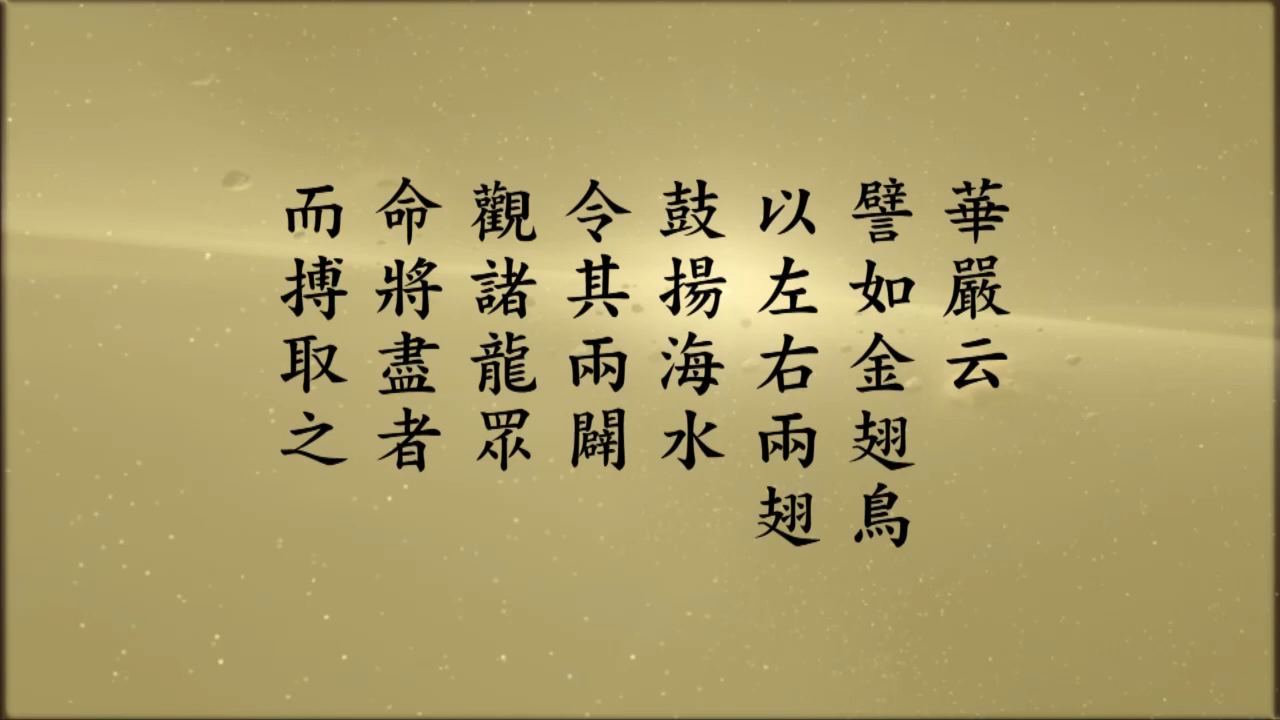 華嚴云
譬如金翅鳥
以左右兩翅
鼓揚海水
令其兩闢
觀諸龍眾
命將盡者
而搏取之